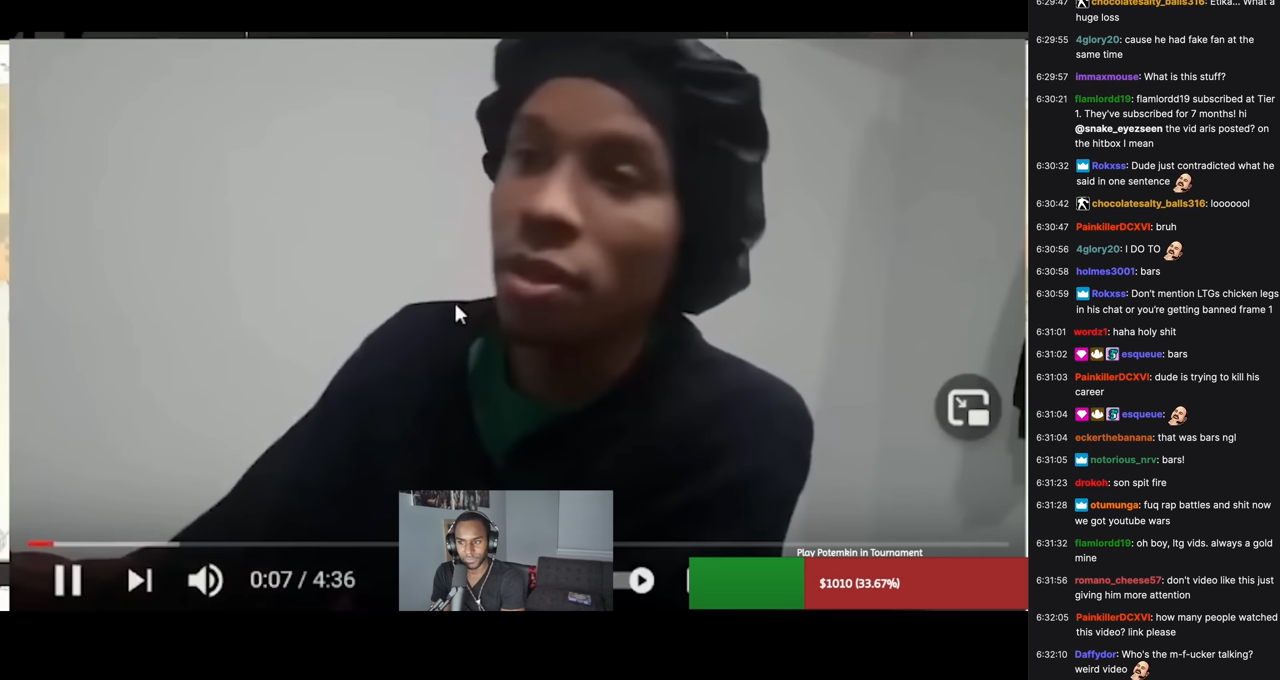 0:07 / 4:36
Play Potemkin in Tournament
$1010 (33.67%)
6:29:47 chocolatesalty_balls316: Etika... What a
huge loss
6:29:55 4glory20: cause he had fake fan at the
same time
6:29:57 immaxmouse: What is this stuff?
6:30:21 flamlordd19: flamlordd19 subscribed at Tier
1. They've subscribed for 7 months! hi
@snake_eyezseen the vid aris posted? on
the hitbox I mean
6:30:32 Rokxss: Dude just contradicted what he
said in one sentence
6:30:42 chocolatesalty_balls316: looooool
6:30:47 PainkillerDCXVI: bruh
6:30:56 4glory20: I DO TO
6:30:58 holmes3001: bars
6:30:59 Rokxss: Don't mention LTGs chicken legs
in his chat or you're getting banned frame 1
6:31:01 wordz1: haha holy shit
6:31:02 esqueue: bars
6:31:03 PainkillerDCXVI: dude is trying to kill his
career
6:31:04 esqueue:
6:31:04 eckerthebanana: that was bars ngl
6:31:05 notorious_nrv: bars!
6:31:23 drokoh: son spit fire
6:31:28 otumunga: fuq rap battles and shit now
we got youtube wars
6:31:32 flamlordd19: oh boy, ltg vids. always a gold
mine
6:31:56 romano_cheese57: don't video like this just
giving him more attention
6:32:05 PainkillerDCXVI: how many people watched
this video? link please
6:32:10 Daffydor: Who's the m-f-ucker talking?
weird video